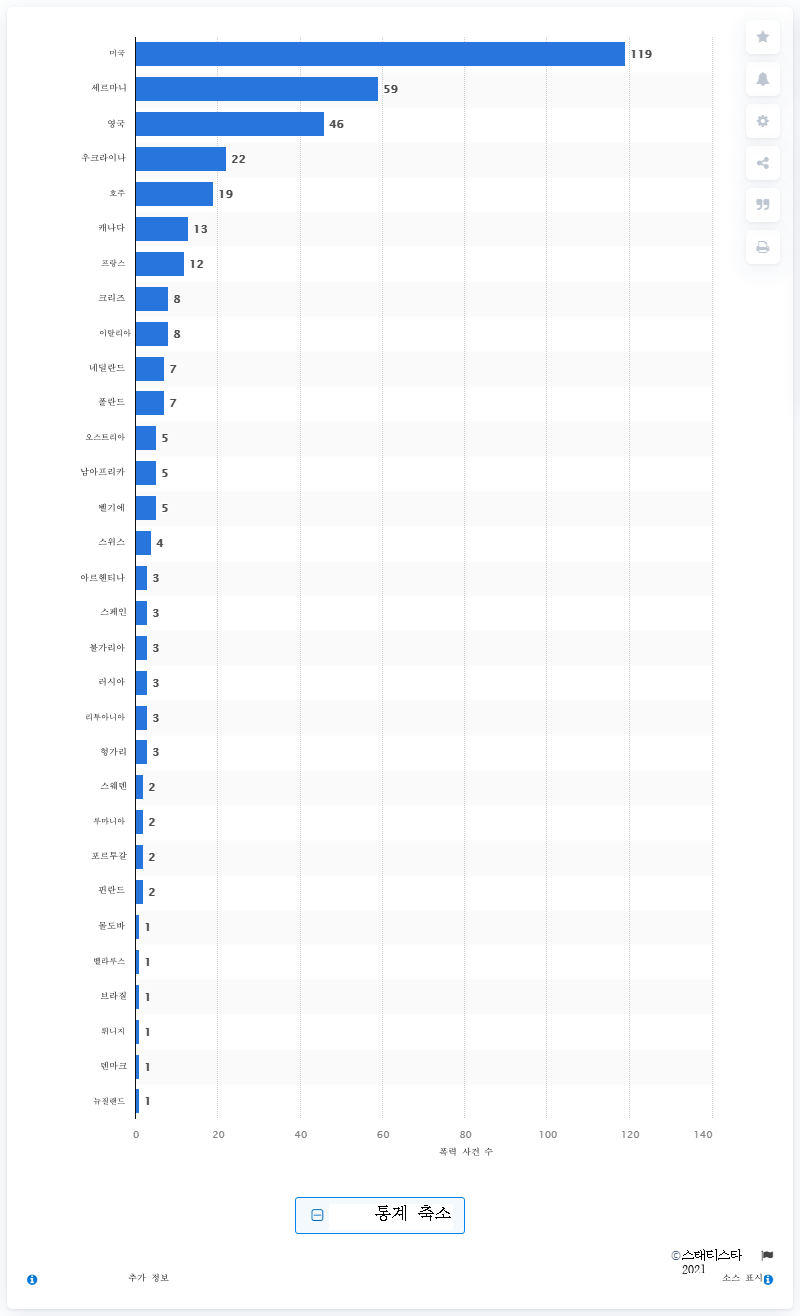 미국 119
세르마니 59
영국 46
우크라이나 22
호주 19
캐나다 13
프랑스 12
크리즈 8
이탈리아 8
네덜란드 7
폴란드 7
오스트리아 5
남아프리카 5
벨기에 5
스위스 4
아르헨티나 3
스페인 3
불가리아 3
러시아 3
리투아니아 3
헝가리 3
스웨덴 2
루마니아 2
포르투갈 2
핀란드 2
몰도바 1
벨라루스 1
브라질 1
튀니지 1
덴마크 1
뉴질랜드 1
0 20 40 60 80 100 120 140
폭력 사건 수
통계 축소
©스태티스타
2021
추가 정보 소스 표시